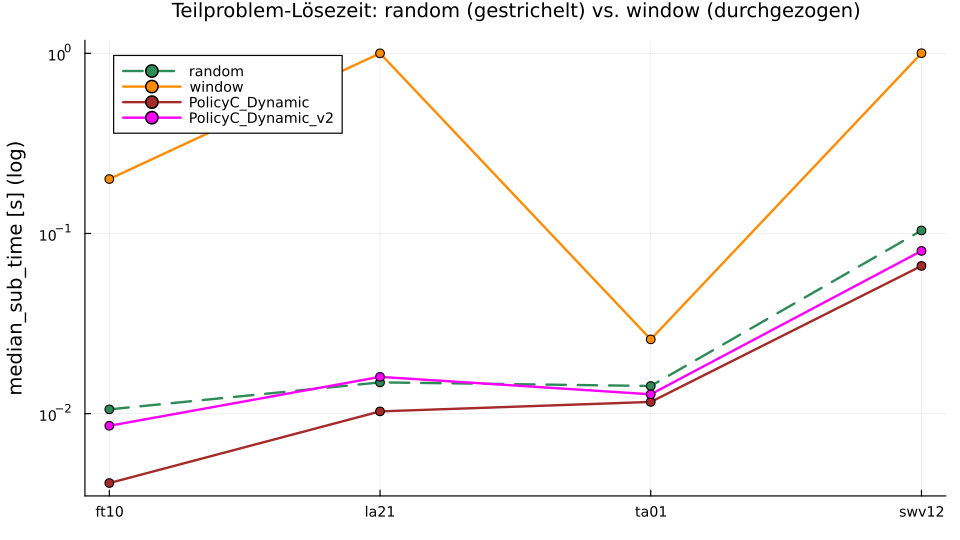 Teilproblem-Lösezeit: random (gestrichelt) vs. window (durchgezogen)
median_sub_time [s] (log)
10⁰
10⁻¹
10⁻²
random
window
PolicyC_Dynamic
PolicyC_Dynamic_v2
ft10
la21
ta01
swv12